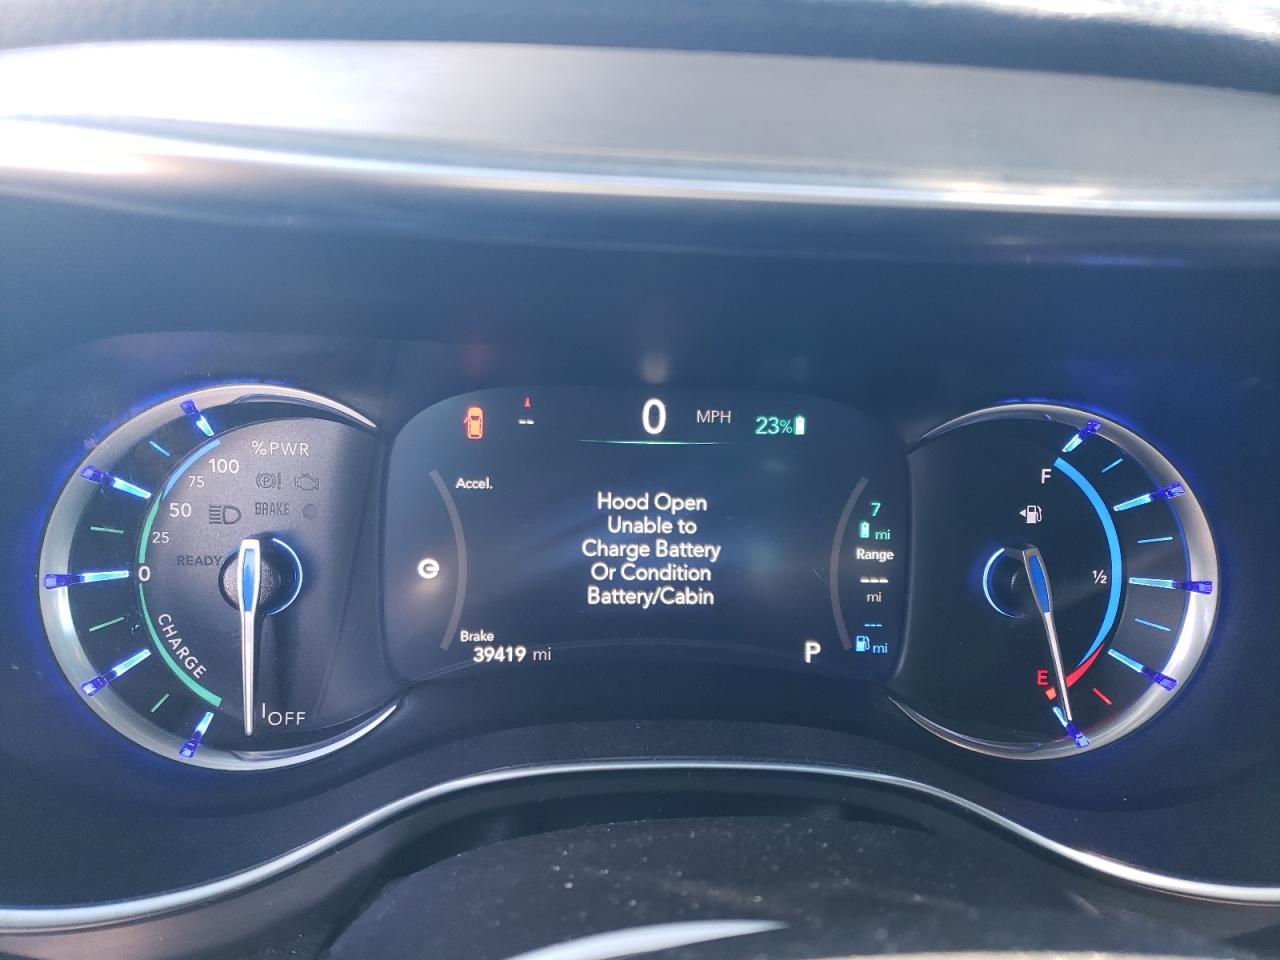 0 MPH 23%
Accel.
Hood Open
Unable to
Charge Battery
Or Condition
Battery/Cabin
Brake
39419 mi
P
7
mi
Range
---
mi
---
mi
--
%PWR
100
75
50
25
0
BRAKE
READY
CHARGE
OFF
F
½
E